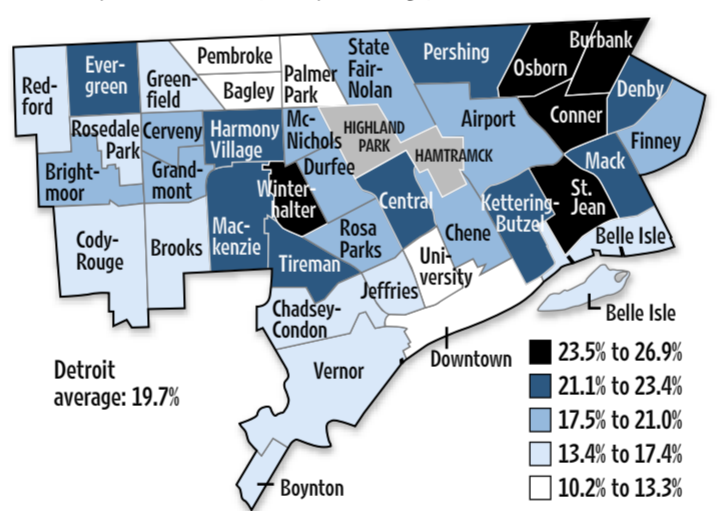 Red-
ford
Ever-
green
Green-
field
Pembroke
Bagley
Palmer
Park
State
Fair-
Nolan
Pershing
Osborn
Burbank
Conner
Denby
Finney
Rosedale
Park
Cerveny
Harmony
Village
Mc-
Nichols
HIGHLAND
PARK
HAMTRAMCK
Airport
Mack
Bright-
moor
Grand-
mont
Durfee
Winter-
halter
Central
Kettering-
Butzel
St.
Jean
Cody-
Rouge
Brooks
Mac-
kenzie
Rosa
Parks
Chene
Belle Isle
Tireman
Uni-
versity
Jeffries
Chadsey-
Condon
Belle Isle
Downtown
Vernor
Boynton
Detroit
average: 19.7%
23.5% to 26.9%
21.1% to 23.4%
17.5% to 21.0%
13.4% to 17.4%
10.2% to 13.3%